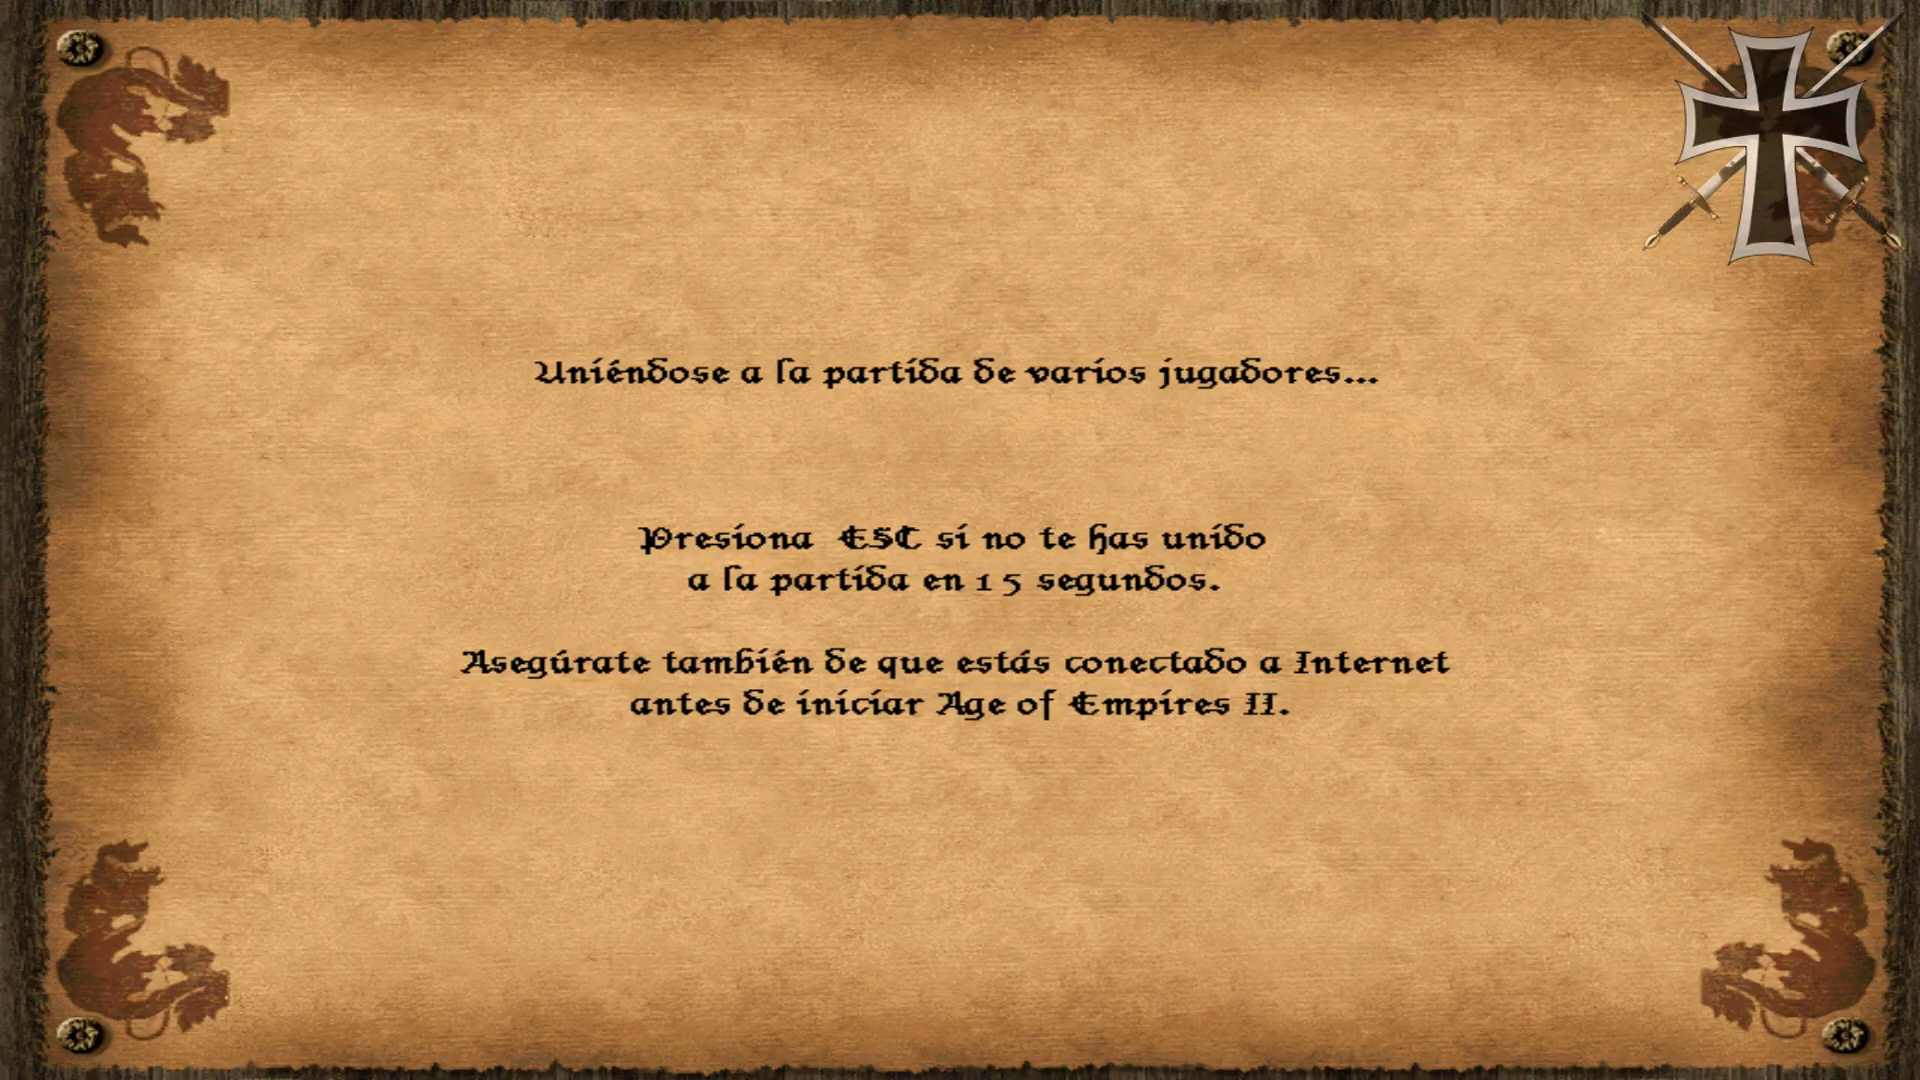 Uniéndose a la partida de varios jugadores...
Presiona ESC si no te has unido
a la partida en 15 segundos.
Asegúrate también de que estás conectado a Internet
antes de iniciar Age of Empires II.